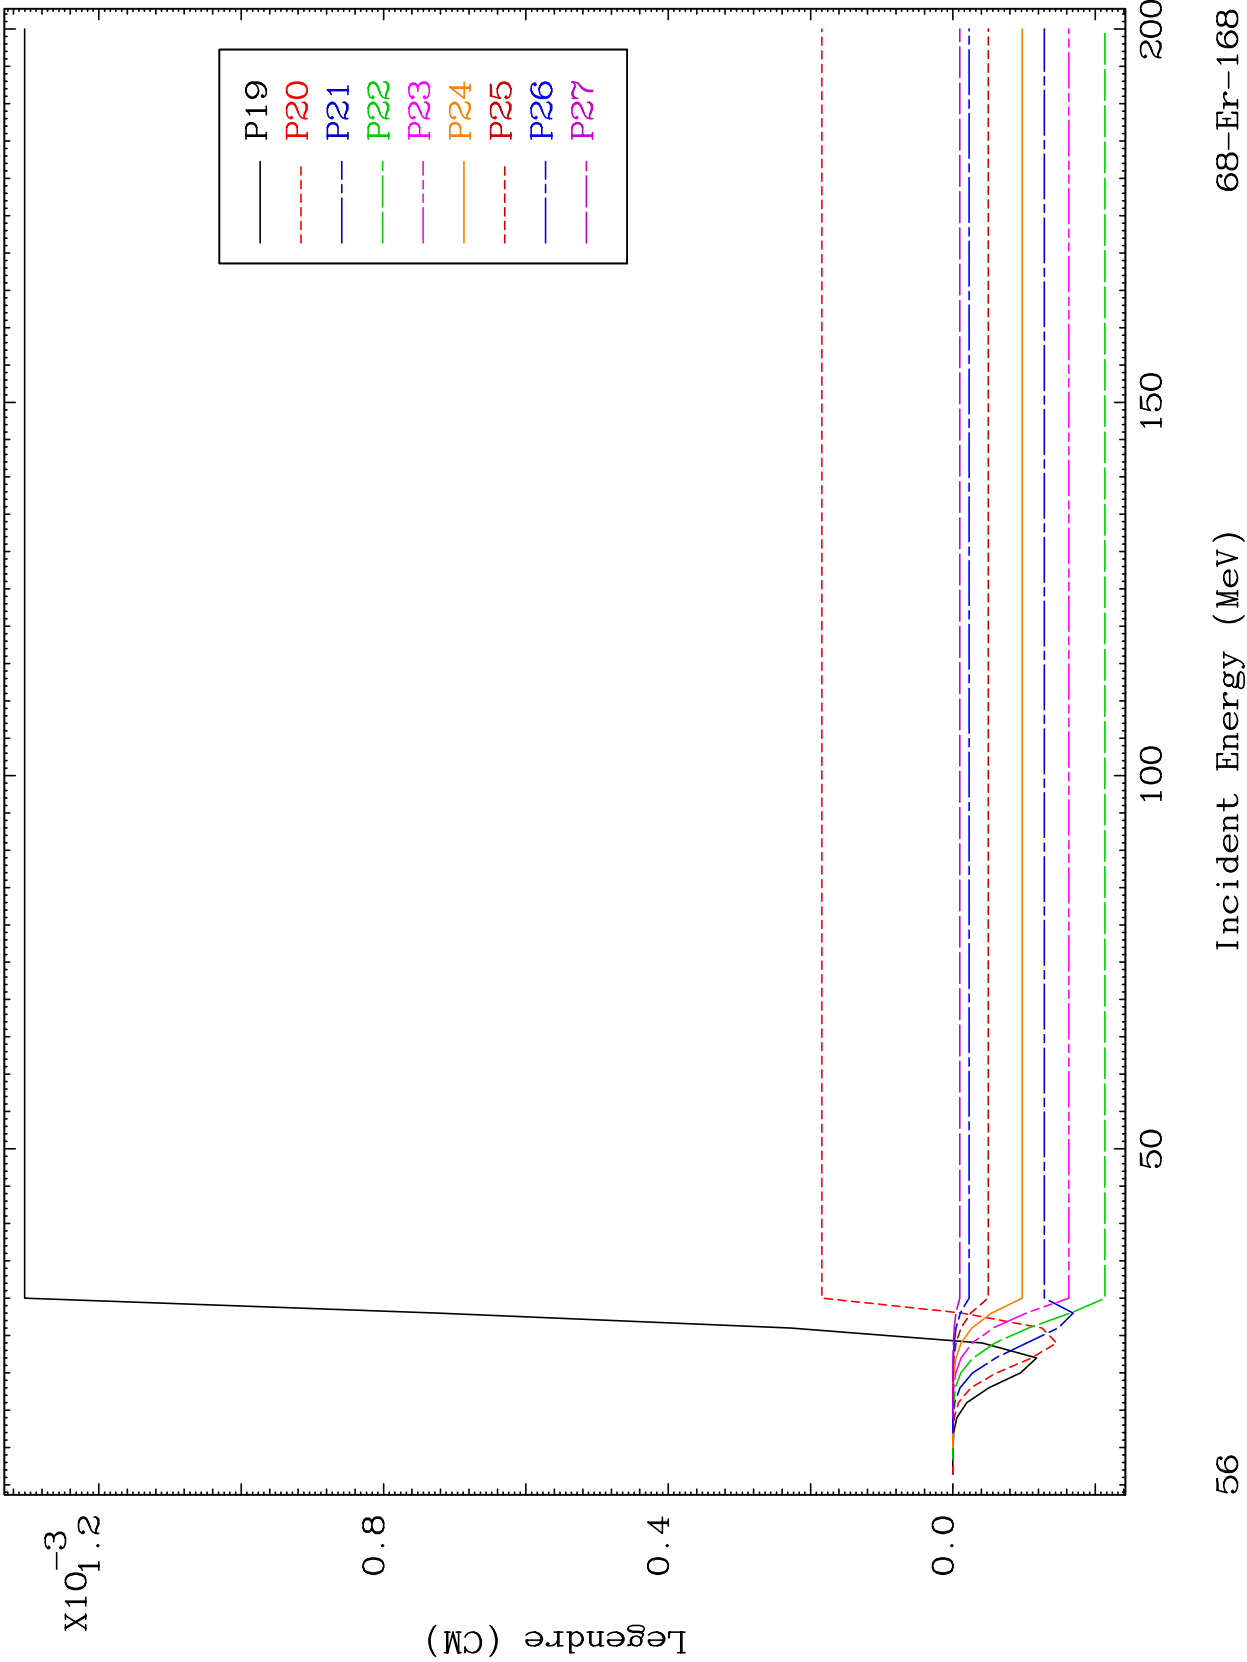 X10-3
1.2
0.8
0.4
0.0
Legendre (CM)
P19
P20
P21
P22
P23
P24
P25
P26
P27
50
100
150
200
Incident Energy (MeV)
56
68-Er-168